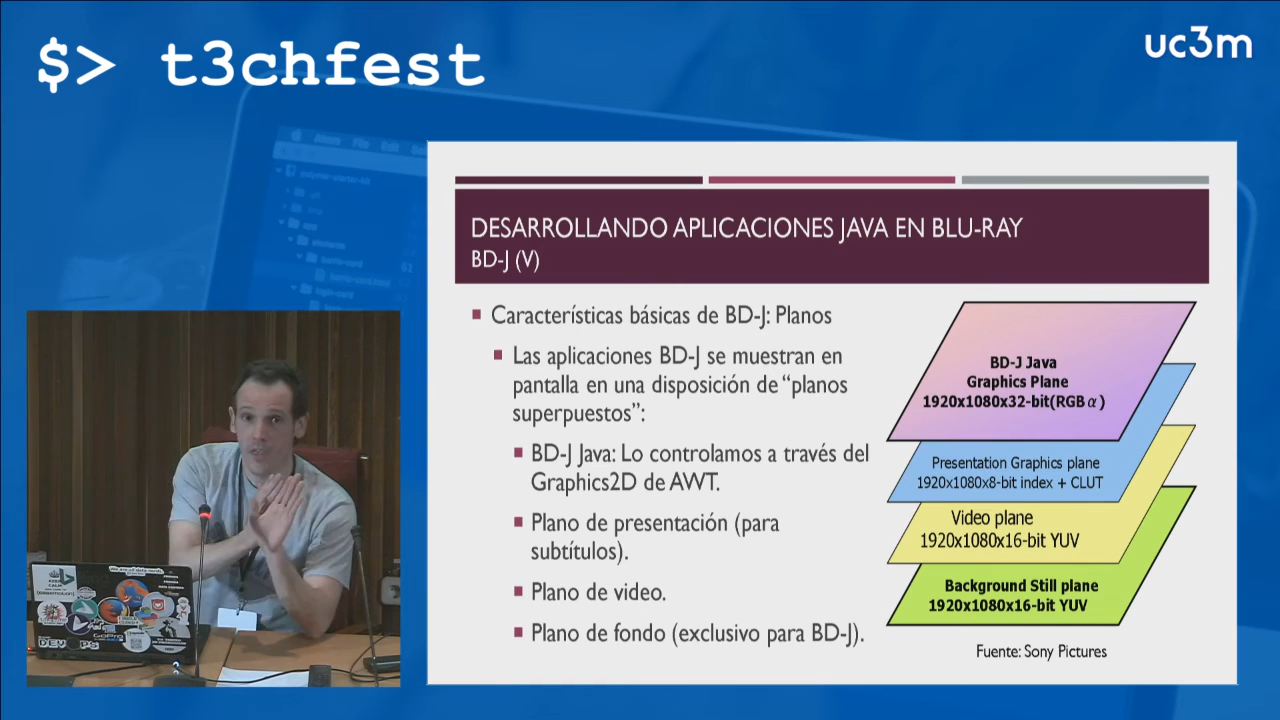 $> t3chfest
uc3m
DESARROLLANDO APLICACIONES JAVA EN BLU-RAY
BD-J (V)
Características básicas de BD-J: Planos
Las aplicaciones BD-J se muestran en
pantalla en una disposición de “planos
superpuestos”:
BD-J Java: Lo controlamos a través del
Graphics2D de AWT.
Plano de presentación (para
subtítulos).
Plano de video.
Plano de fondo (exclusivo para BD-J).
BD-J Java
Graphics Plane
1920x1080x32-bit(RGBα)
Presentation Graphics plane
1920x1080x8-bit index + CLUT
Video plane
1920x1080x16-bit YUV
Background Still plane
1920x1080x16-bit YUV
Fuente: Sony Pictures
GoPro
DEV
PS